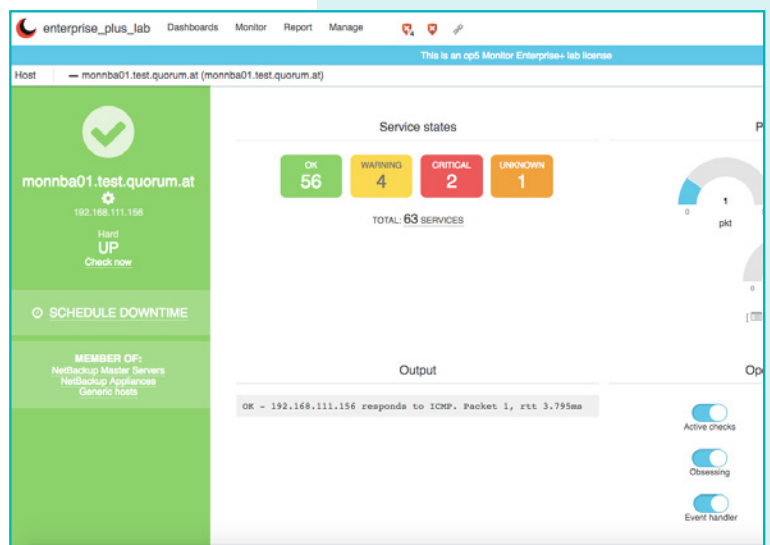 enterprise_plus_lab Dashboards Monitor Report Manage 4
This is an op5 Monitor Enterprise+ lab license
Host — monnba01.test.quorum.at (monnba01.test.quorum.at)
monnba01.test.quorum.at
192.168.111.156
Hard
UP
Check now
SCHEDULE DOWNTIME
MEMBER OF:
NetBackup Master Servers
NetBackup Appliances
Generic hosts
Service states
OK
56
WARNING
4
CRITICAL
2
UNKNOWN
1
TOTAL: 63 SERVICES
Output
OK - 192.168.111.156 responds to ICMP. Packet 1, rtt 3.795ms
P
1
0
pkt
0
Ope
Active checks
Obsessing
Event handler